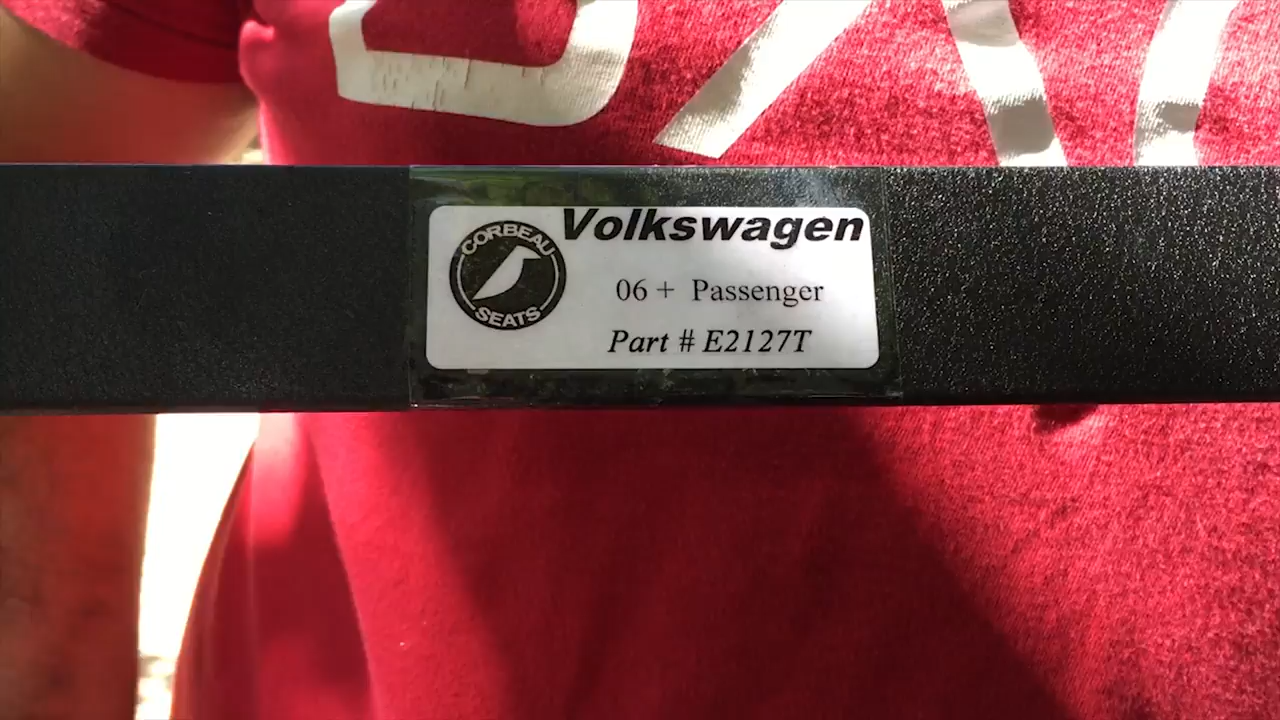 Volkswagen
CORBEAU
SEATS
06 + Passenger
Part # E2127T